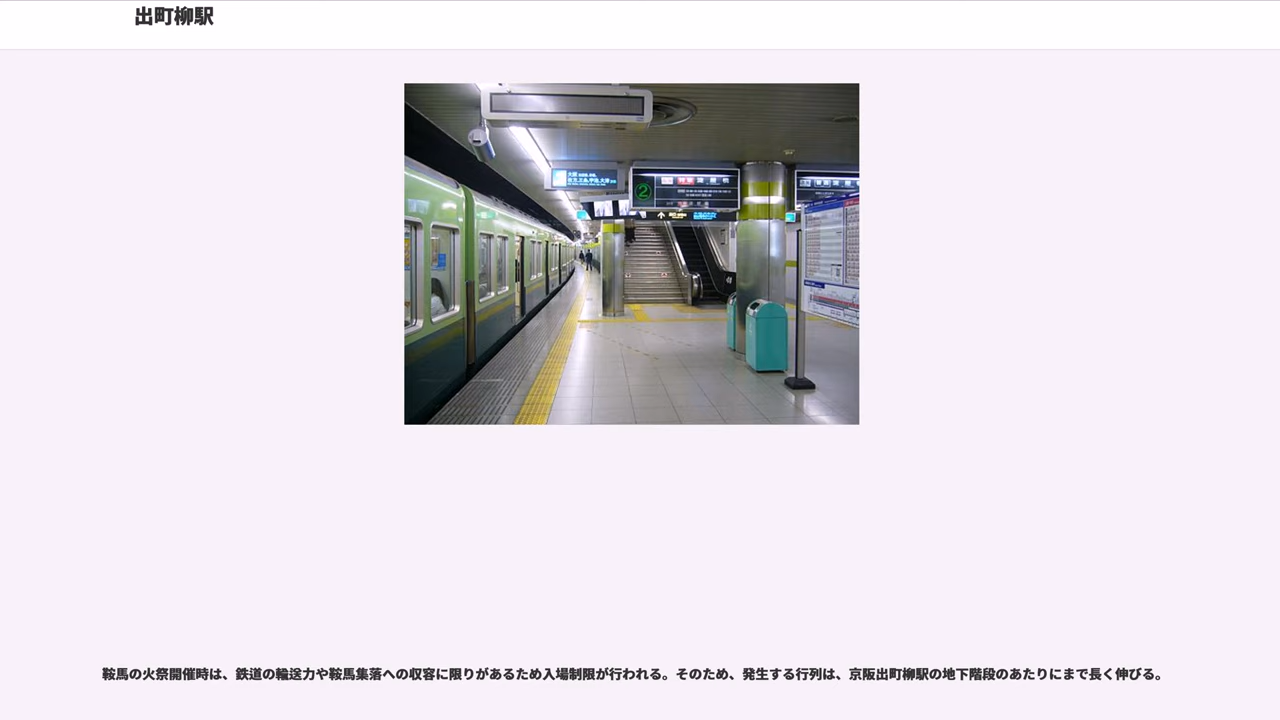 出町柳駅
②
鞍馬の火祭開催時は、鉄道の輸送力や鞍馬集落への収容に限りがあるため入場制限が行われる。そのため、発生する行列は、京阪出町柳駅の地下階段のあたりにまで長く伸びる。